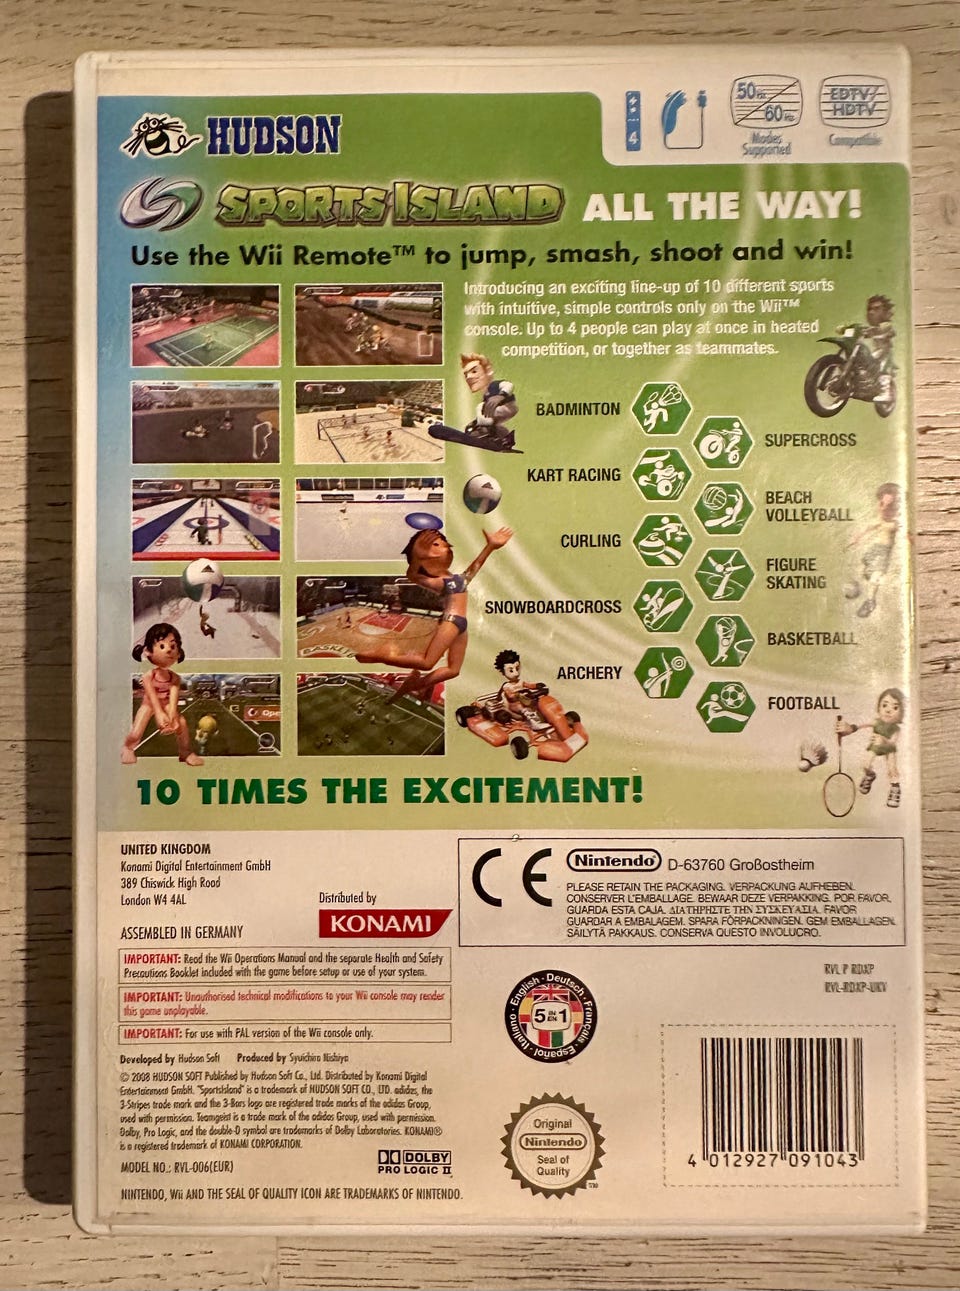 HUDSON
4
50Hz
60Hz
Modes
Supported
EDTV/
HDTV
Compatible
SPORTS ISLAND ALL THE WAY!
Use the Wii Remote™ to jump, smash, shoot and win!
Introducing an exciting line-up of 10 different sports
with intuitive, simple controls only on the Wii™
console. Up to 4 people can play at once in heated
competition, or together as teammates.
BADMINTON
SUPERCROSS
KART RACING
BEACH
VOLLEYBALL
CURLING
FIGURE
SKATING
SNOWBOARDCROSS
BASKETBALL
ARCHERY
FOOTBALL
10 TIMES THE EXCITEMENT!
UNITED KINGDOM
Konami Digital Entertainment GmbH
389 Chiswick High Road
London W4 4AL
ASSEMBLED IN GERMANY
Distributed by
KONAMI
CE
Nintendo D-63760 Großostheim
PLEASE RETAIN THE PACKAGING. VERPACKUNG AUFHEBEN.
CONSERVER L'EMBALLAGE. BEWAAR DEZE VERPAKKING. POR FAVOR,
GUARDA ESTA CAJA. ΔΙΑΤΗΡΗΣΤΕ ΤΗΝ ΣΥΣΚΕΥΑΣΙΑ. FAVOR
GUARDAR A EMBALAGEM. SPARA FÖRPACKNINGEN. GEM EMBALLAGEN.
SÄILYTÄ PAKKAUS. CONSERVA QUESTO INVOLUCRO.
IMPORTANT: Read the Wii Operations Manual and the separate Health and Safety
Precautions Booklet included with the game before setup or use of your system.
IMPORTANT: Unauthorised technical modifications to your Wii console may render
this game unplayable.
IMPORTANT: For use with PAL version of the Wii console only.
RVL P RDXP
RVL-RDXP-UKV
English · Deutsch · Français · Español · Italiano
5 IN 1
EN
Developed by Hudson Soft Produced by Syuichiro Nishiya
© 2008 HUDSON SOFT Published by Hudson Soft Co., Ltd. Distributed by Konami Digital
Entertainment GmbH. "SportsIsland" is a trademark of HUDSON SOFT CO., LTD. adidas, the
3-Stripes trade mark and the 3-Bars logo are registered trade marks of the adidas Group,
used with permission. Teamgeist is a trade mark of the adidas Group, used with permission.
Dolby, Pro Logic, and the double-D symbol are trademarks of Dolby Laboratories. KONAMI®
is a registered trademark of KONAMI CORPORATION.
MODEL NO.: RVL-006(EUR)
DOLBY
PRO LOGIC II
NINTENDO, Wii AND THE SEAL OF QUALITY ICON ARE TRADEMARKS OF NINTENDO.
Original
Nintendo
Seal of
Quality
TM
4 012927 091043